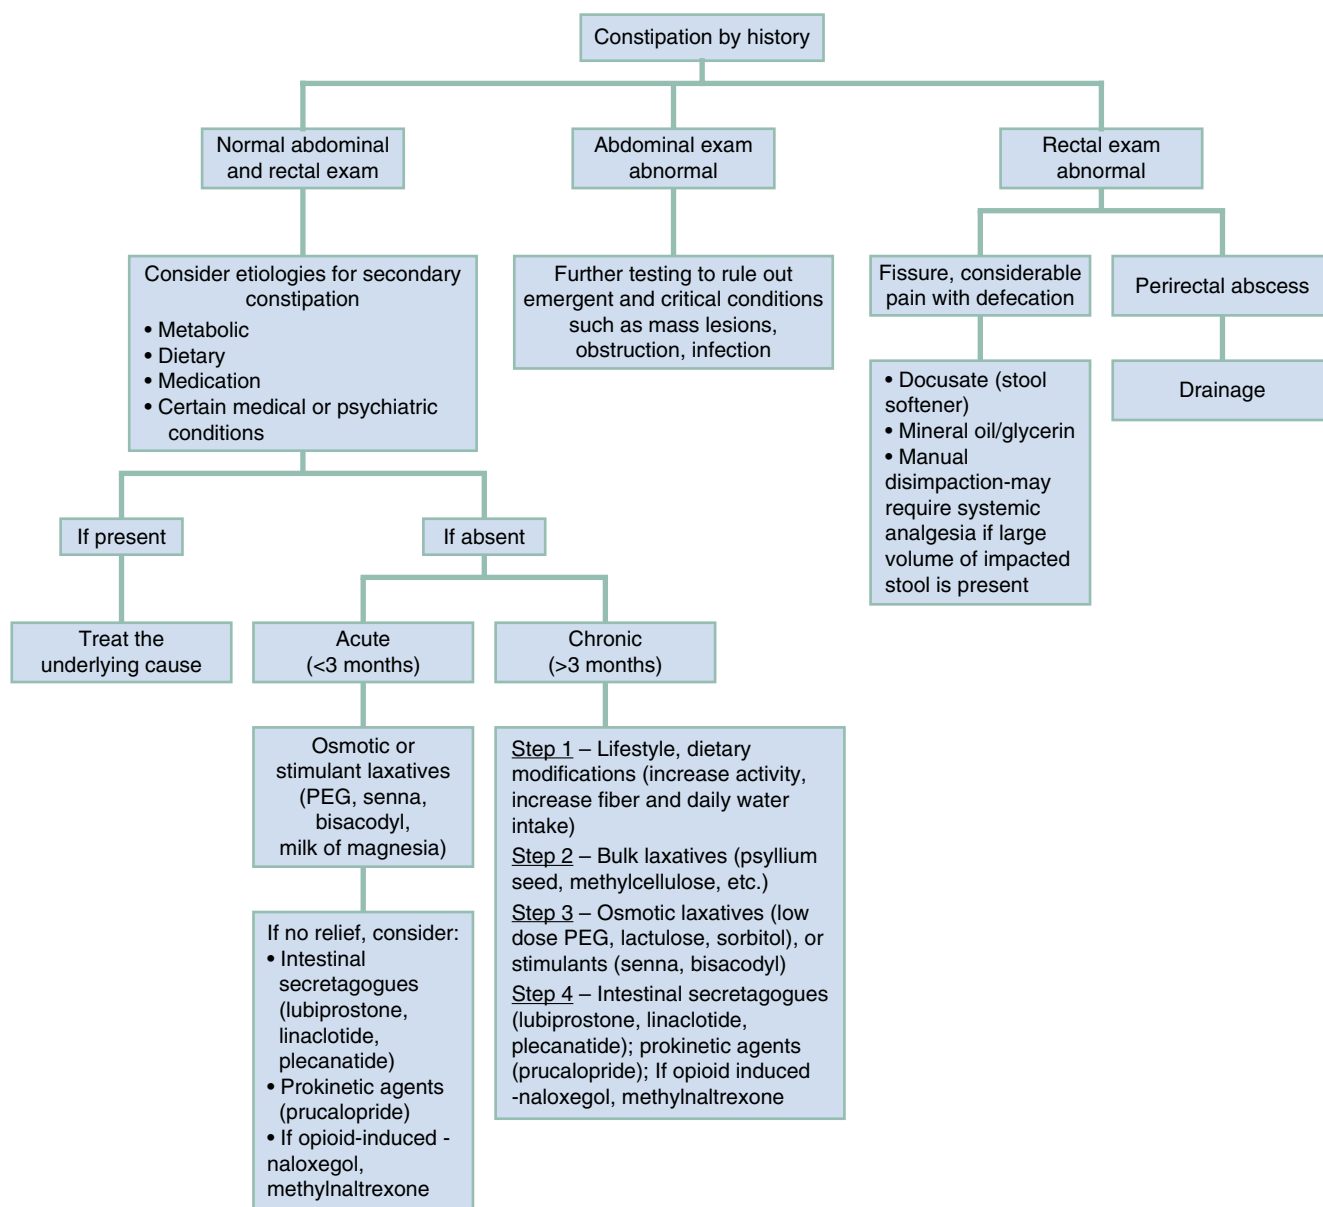 Constipation by history
Normal abdominal
and rectal exam
Abdominal exam
abnormal
Rectal exam
abnormal
Consider etiologies for secondary
constipation
• Metabolic
• Dietary
• Medication
• Certain medical or psychiatric
conditions
Further testing to rule out
emergent and critical conditions
such as mass lesions,
obstruction, infection
Fissure, considerable
pain with defecation
Perirectal abscess
• Docusate (stool
softener)
• Mineral oil/glycerin
• Manual
disimpaction-may
require systemic
analgesia if large
volume of impacted
stool is present
Drainage
If present
If absent
Treat the
underlying cause
Acute
(<3 months)
Chronic
(>3 months)
Osmotic or
stimulant laxatives
(PEG, senna,
bisacodyl,
milk of magnesia)
If no relief, consider:
• Intestinal
secretagogues
(lubiprostone,
linaclotide,
plecanatide)
• Prokinetic agents
(prucalopride)
• If opioid-induced -
naloxegol,
methylnaltrexone
Step 1 – Lifestyle, dietary
modifications (increase activity,
increase fiber and daily water
intake)
Step 2 – Bulk laxatives (psyllium
seed, methylcellulose, etc.)
Step 3 – Osmotic laxatives (low
dose PEG, lactulose, sorbitol), or
stimulants (senna, bisacodyl)
Step 4 – Intestinal secretagogues
(lubiprostone, linaclotide,
plecanatide); prokinetic agents
(prucalopride); If opioid induced
-naloxegol, methylnaltrexone